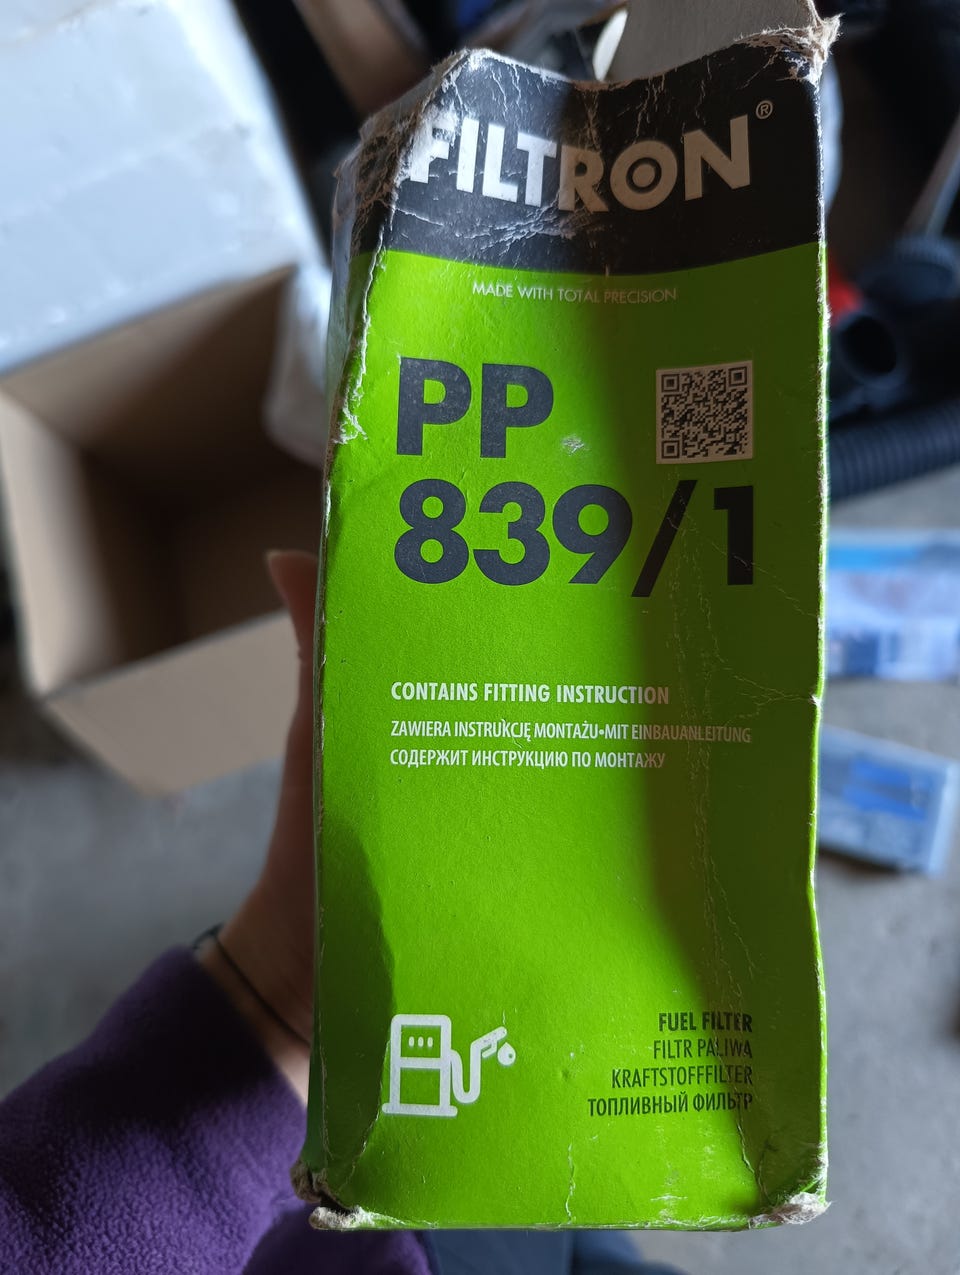 FILTRON®
MADE WITH TOTAL PRECISION
PP
839/1
CONTAINS FITTING INSTRUCTION
ZAWIERA INSTRUKCJĘ MONTAŻU•MIT EINBAUANLEITUNG
СОДЕРЖИТ ИНСТРУКЦИЮ ПО МОНТАЖУ
FUEL FILTER
FILTR PALIWA
KRAFTSTOFFFILTER
ТОПЛИВНЫЙ ФИЛЬТР